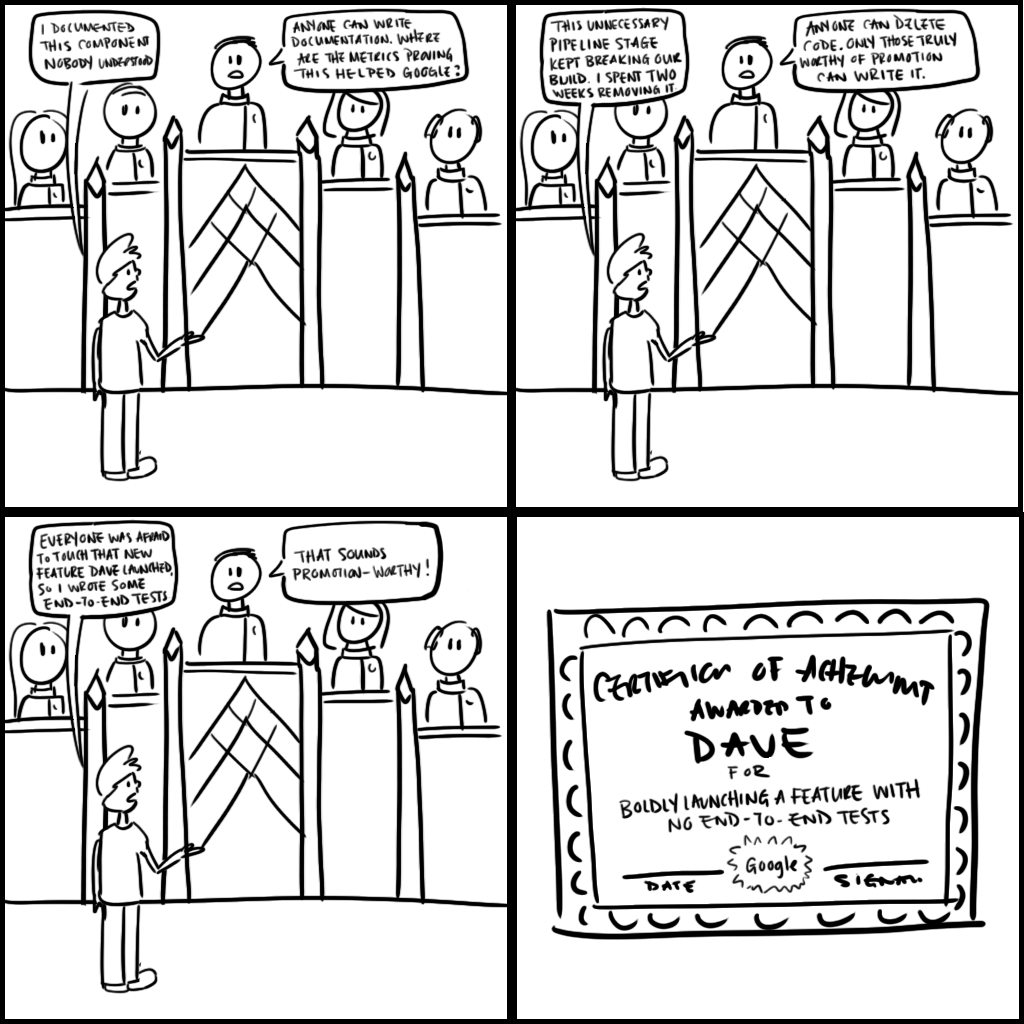 I DOCUMENTED
THIS COMPONENT
NOBODY UNDERSTOOD
ANYONE CAN WRITE
DOCUMENTATION. WHERE
ARE THE METRICS PROVING
THIS HELPED GOOGLE?
THIS UNNECESSARY
PIPELINE STAGE
KEPT BREAKING OUR
BUILD. I SPENT TWO
WEEKS REMOVING IT.
ANYONE CAN DELETE
CODE. ONLY THOSE TRULY
WORTHY OF PROMOTION
CAN WRITE IT.
EVERYONE WAS AFRAID
TO TOUCH THAT NEW
FEATURE DAVE LAUNCHED,
SO I WROTE SOME
END-TO-END TESTS
THAT SOUNDS
PROMOTION-WORTHY!
OF
AWARDED TO
DAVE
FOR
BOLDLY LAUNCHING A FEATURE WITH
NO END-TO-END TESTS
Google
DATE